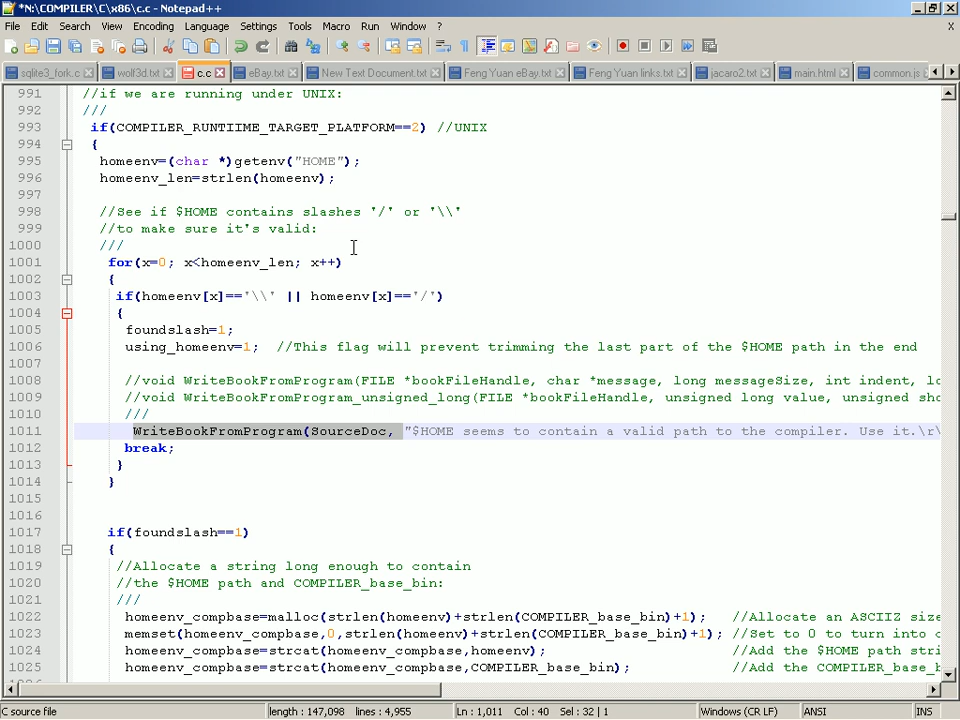 *N:\COMPILER\C\x86\c.c - Notepad++
File Edit Search View Encoding Language Settings Tools Macro Run Window ? X
sqlite3_fork.c wolf3d.txt c.c eBay.txt New Text Document.txt Feng Yuan eBay.txt Feng Yuan links.txt jacaro2.txt main.html common.js
991 //if we are running under UNIX:
992 ///
993 if(COMPILER_RUNTIIME_TARGET_PLATFORM==2) //UNIX
994 {
995 homeenv=(char *)getenv("HOME");
996 homeenv_len=strlen(homeenv);
997
998 //See if $HOME contains slashes '/' or '\\'
999 //to make sure it's valid:
1000 ///
1001 for(x=0; x<homeenv_len; x++)
1002 {
1003 if(homeenv[x]=='\\' || homeenv[x]=='/')
1004 {
1005 foundslash=1;
1006 using_homeenv=1; //This flag will prevent trimming the last part of the $HOME path in the end
1007
1008 //void WriteBookFromProgram(FILE *bookFileHandle, char *message, long messageSize, int indent, lo
1009 //void WriteBookFromProgram_unsigned_long(FILE *bookFileHandle, unsigned long value, unsigned sho
1010 ///
1011 WriteBookFromProgram(SourceDoc, "$HOME seems to contain a valid path to the compiler. Use it.\r\
1012 break;
1013 }
1014 }
1015
1016
1017 if(foundslash==1)
1018 {
1019 //Allocate a string long enough to contain
1020 //the $HOME path and COMPILER_base_bin:
1021 ///
1022 homeenv_compbase=malloc(strlen(homeenv)+strlen(COMPILER_base_bin)+1); //Allocate an ASCIIZ size
1023 memset(homeenv_compbase,0,strlen(homeenv)+strlen(COMPILER_base_bin)+1); //Set to 0 to turn into
1024 homeenv_compbase=strcat(homeenv_compbase,homeenv); //Add the $HOME path stri
1025 homeenv_compbase=strcat(homeenv_compbase,COMPILER_base_bin); //Add the COMPILER_base_b
C source file length : 147,098 lines : 4,955 Ln : 1,011 Col : 40 Sel : 32 | 1 Windows (CR LF) ANSI INS